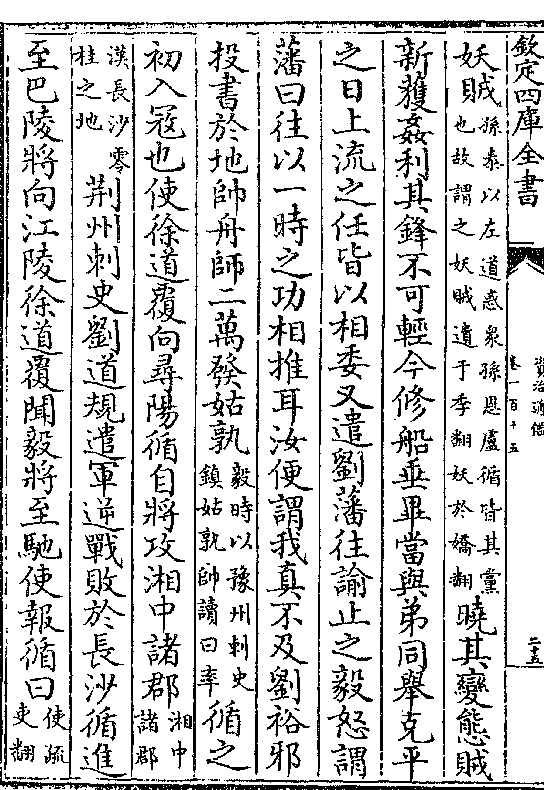 欽定四庫全書
資治通鑑
卷一百十五
二十五
妖賊孫泰以左道惑衆孫恩盧循皆其黨也故謂之妖賊遺于季翻妖於嬌翻曉其變態賊
新獲姦利其鋒不可輕今修船垂畢當與弟同舉克平
之日上流之任皆以相委又遣劉藩往諭止之毅怒謂
藩曰往以一時之功相推耳汝便謂我真不及劉裕邪
投書於地帥舟師二萬發姑孰毅時以豫州刺史鎮姑孰帥讀曰率循之
初入冦也使徐道覆向尋陽循自將攻湘中諸郡湘中諸郡
漢長沙零桂之地荆州刺史劉道規遣軍逆戰敗於長沙循進
至巴陵將向江陵徐道覆聞毅將至馳使報循曰使疏吏翻